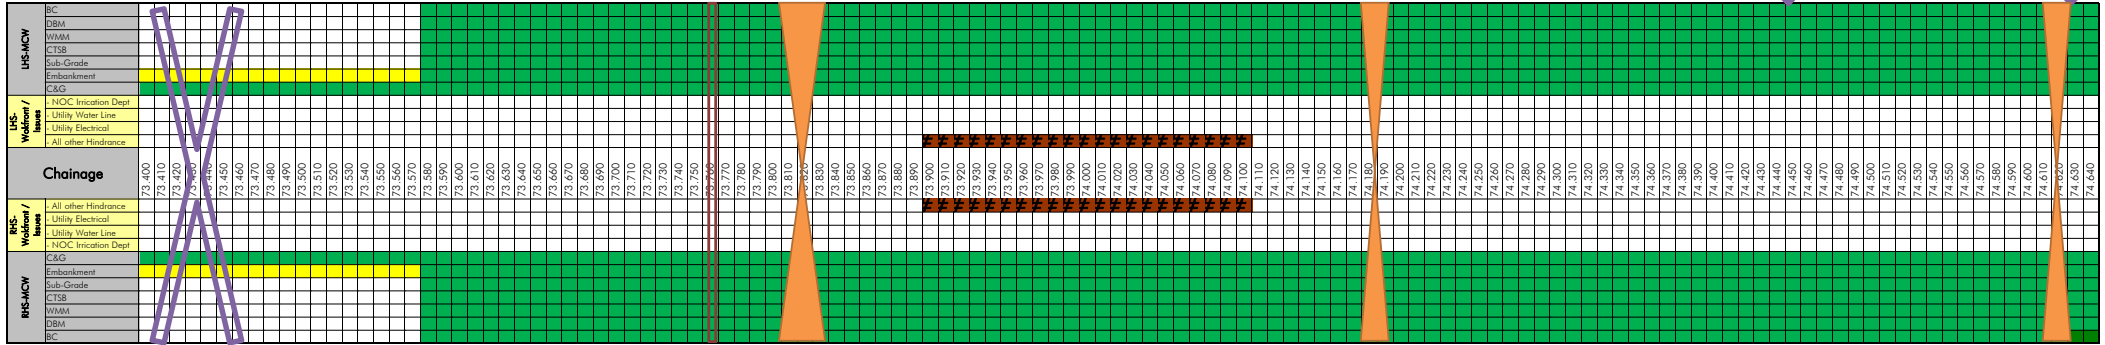 LHS-MCW
BC
DBM
WMM
CTSB
Sub-Grade
Embankment
C&G
LHS-
Wokfront /
Issues
- NOC Irrication Dept
- Utility Water Line
- Utility Electrical
- All other Hindrance
# # # # # # # # # # # # # # # # # # # # #
Chainage
73.400 73.410 73.420 73.450 73.460 73.470 73.480 73.490 73.500 73.510 73.520 73.530 73.540 73.550 73.560 73.570 73.580 73.590 73.600 73.610 73.620 73.630 73.640 73.650 73.660 73.670 73.680 73.690 73.700 73.710 73.720 73.730 73.740 73.750 73.770 73.780 73.790 73.800 73.810 73.830 73.840 73.850 73.860 73.870 73.880 73.890 73.900 73.910 73.920 73.930 73.940 73.950 73.960 73.970 73.980 73.990 74.000 74.010 74.020 74.030 74.040 74.050 74.060 74.070 74.080 74.090 74.100 74.110 74.120 74.130 74.140 74.150 74.160 74.170 74.180 74.190 74.200 74.210 74.220 74.230 74.240 74.250 74.260 74.270 74.280 74.290 74.300 74.310 74.320 74.330 74.340 74.350 74.360 74.370 74.380 74.390 74.400 74.410 74.420 74.430 74.440 74.450 74.460 74.470 74.480 74.490 74.500 74.510 74.520 74.530 74.540 74.550 74.560 74.570 74.580 74.590 74.600 74.610 74.630 74.640
RHS-
Wokfront /
Issues
- All other Hindrance
# # # # # # # # # # # # # # # # # # # # #
- Utility Electrical
- Utility Water Line
- NOC Irrication Dept
RHS-MCW
C&G
Embankment
Sub-Grade
CTSB
WMM
DBM
BC